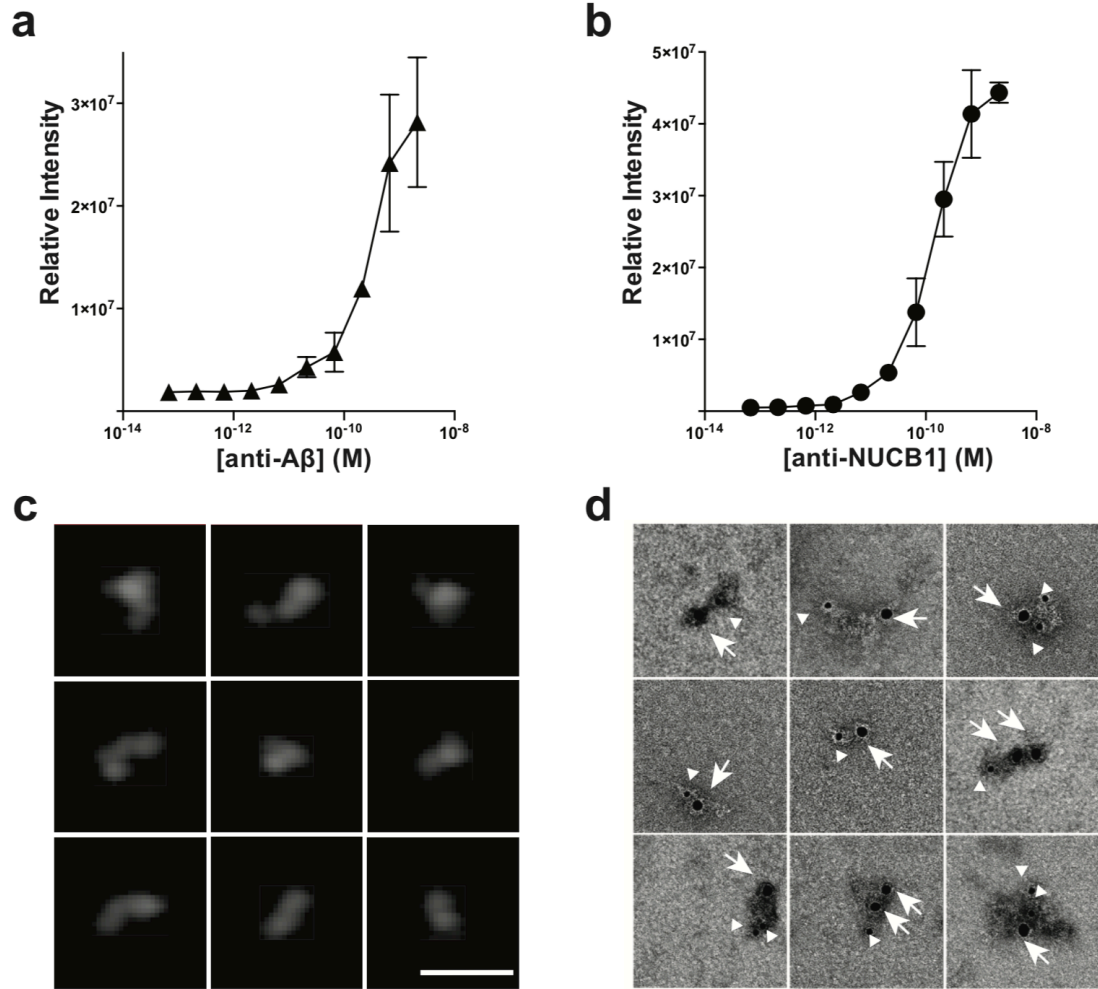 a
Relative Intensity
3×10⁷
2×10⁷
1×10⁷
10⁻¹⁴
10⁻¹²
10⁻¹⁰
10⁻⁸
[anti-Aβ] (M)
b
Relative Intensity
5×10⁷
4×10⁷
3×10⁷
2×10⁷
1×10⁷
10⁻¹⁴
10⁻¹²
10⁻¹⁰
10⁻⁸
[anti-NUCB1] (M)
c
d